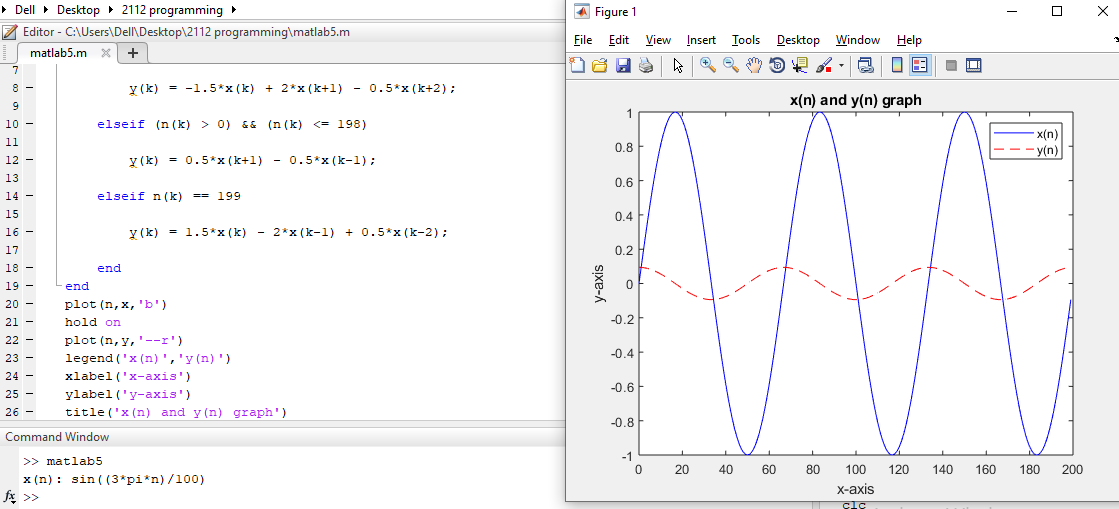 Dell Desktop 2112 programming
Editor - C:\Users\Dell\Desktop\2112 programming\matlab5.m
matlab5.m
7
8 - y(k) = -1.5*x(k) + 2*x(k+1) - 0.5*x(k+2);
9
10 - elseif (n(k) > 0) && (n(k) <= 198)
11
12 - y(k) = 0.5*x(k+1) - 0.5*x(k-1);
13
14 - elseif n(k) == 199
15
16 - y(k) = 1.5*x(k) - 2*x(k-1) + 0.5*x(k-2);
17
18 - end
19 - end
20 - plot(n,x,'b')
21 - hold on
22 - plot(n,y,'--r')
23 - legend('x(n)','y(n)')
24 - xlabel('x-axis')
25 - ylabel('y-axis')
26 - title('x(n) and y(n) graph')
Command Window
>> matlab5
x(n): sin((3*pi*n)/100)
fx >>
Figure 1
File Edit View Insert Tools Desktop Window Help
x(n) and y(n) graph
x(n)
y(n)
1
0.8
0.6
0.4
0.2
0
-0.2
-0.4
-0.6
-0.8
-1
y-axis
0 20 40 60 80 100 120 140 160 180 200
x-axis
clc